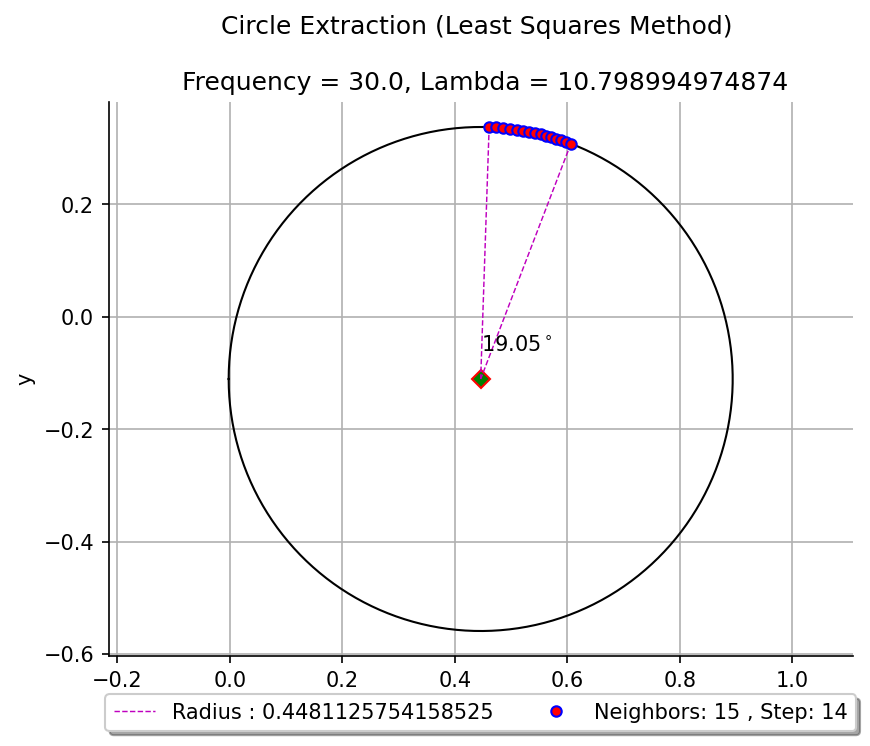 Circle Extraction (Least Squares Method)
Frequency = 30.0, Lambda = 10.798994974874
0.2
0.0
−0.2
−0.4
−0.6
y
19.05°
−0.2 0.0 0.2 0.4 0.6 0.8 1.0
Radius : 0.4481125754158525 Neighbors: 15 , Step: 14